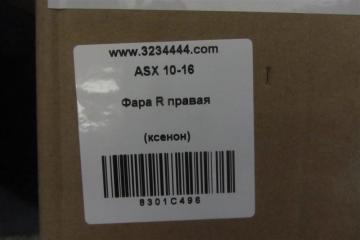 www.3234444.com
ASX 10-16
Фара R правая
(ксенон)
8301C496